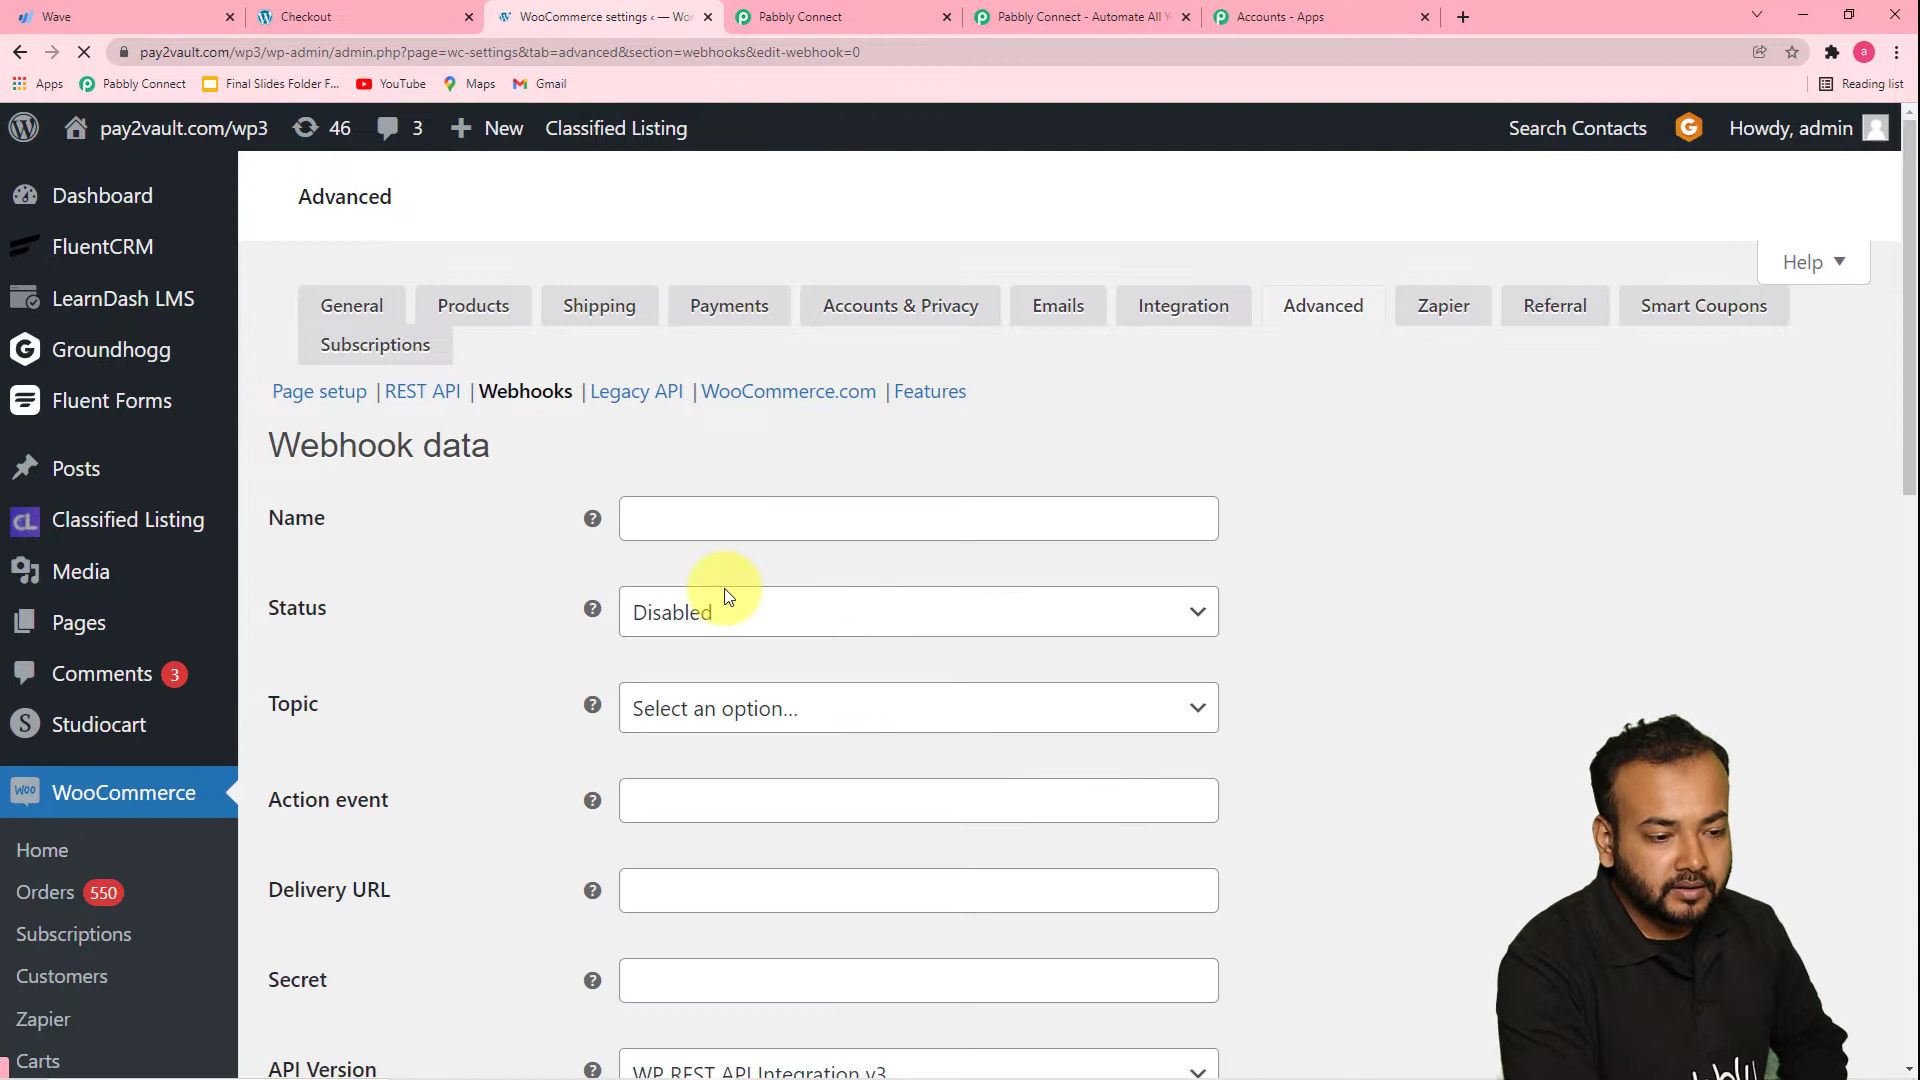 Wave
Checkout
WooCommerce settings ‹ — Wor
Pabbly Connect
Pabbly Connect - Automate All Y
Accounts - Apps
pay2vault.com/wp3/wp-admin/admin.php?page=wc-settings&tab=advanced&section=webhooks&edit-webhook=0
a
Apps
Pabbly Connect
Final Slides Folder F...
YouTube
Maps
Gmail
Reading list
pay2vault.com/wp3
46
3
New
Classified Listing
Search Contacts
Howdy, admin
Dashboard
FluentCRM
LearnDash LMS
Groundhogg
Fluent Forms
Posts
Classified Listing
Media
Pages
Comments 3
Studiocart
WooCommerce
Home
Orders 550
Subscriptions
Customers
Zapier
Carts
Advanced
Help
General
Products
Shipping
Payments
Accounts & Privacy
Emails
Integration
Advanced
Zapier
Referral
Smart Coupons
Subscriptions
Page setup | REST API | Webhooks | Legacy API | WooCommerce.com | Features
Webhook data
Name
Status
Disabled
Topic
Select an option...
Action event
Delivery URL
Secret
API Version
WP REST API Integration v3